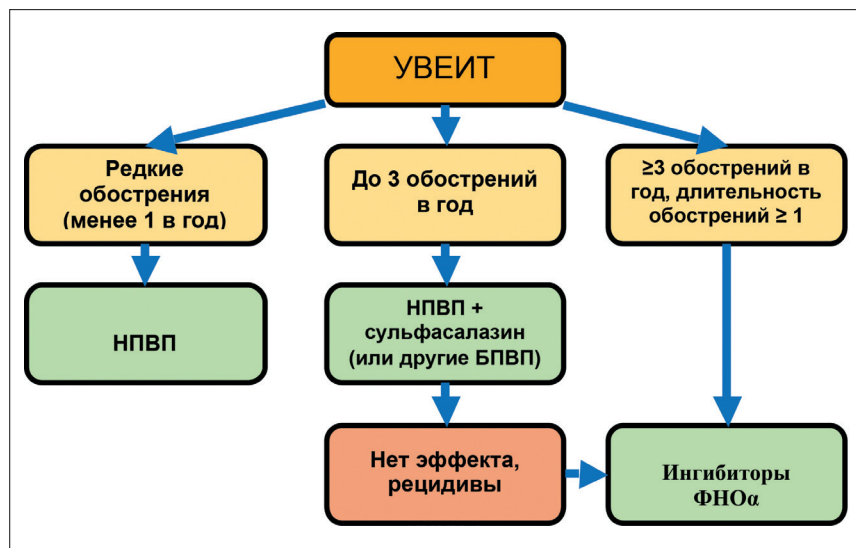 УВЕИТ
Редкие
обострения
(менее 1 в год)
До 3 обострений
в год
≥3 обострений в
год, длительность
обострений ≥ 1
НПВП
НПВП +
сульфасалазин
(или другие БПВП)
Нет эффекта,
рецидивы
Ингибиторы
ФНОα